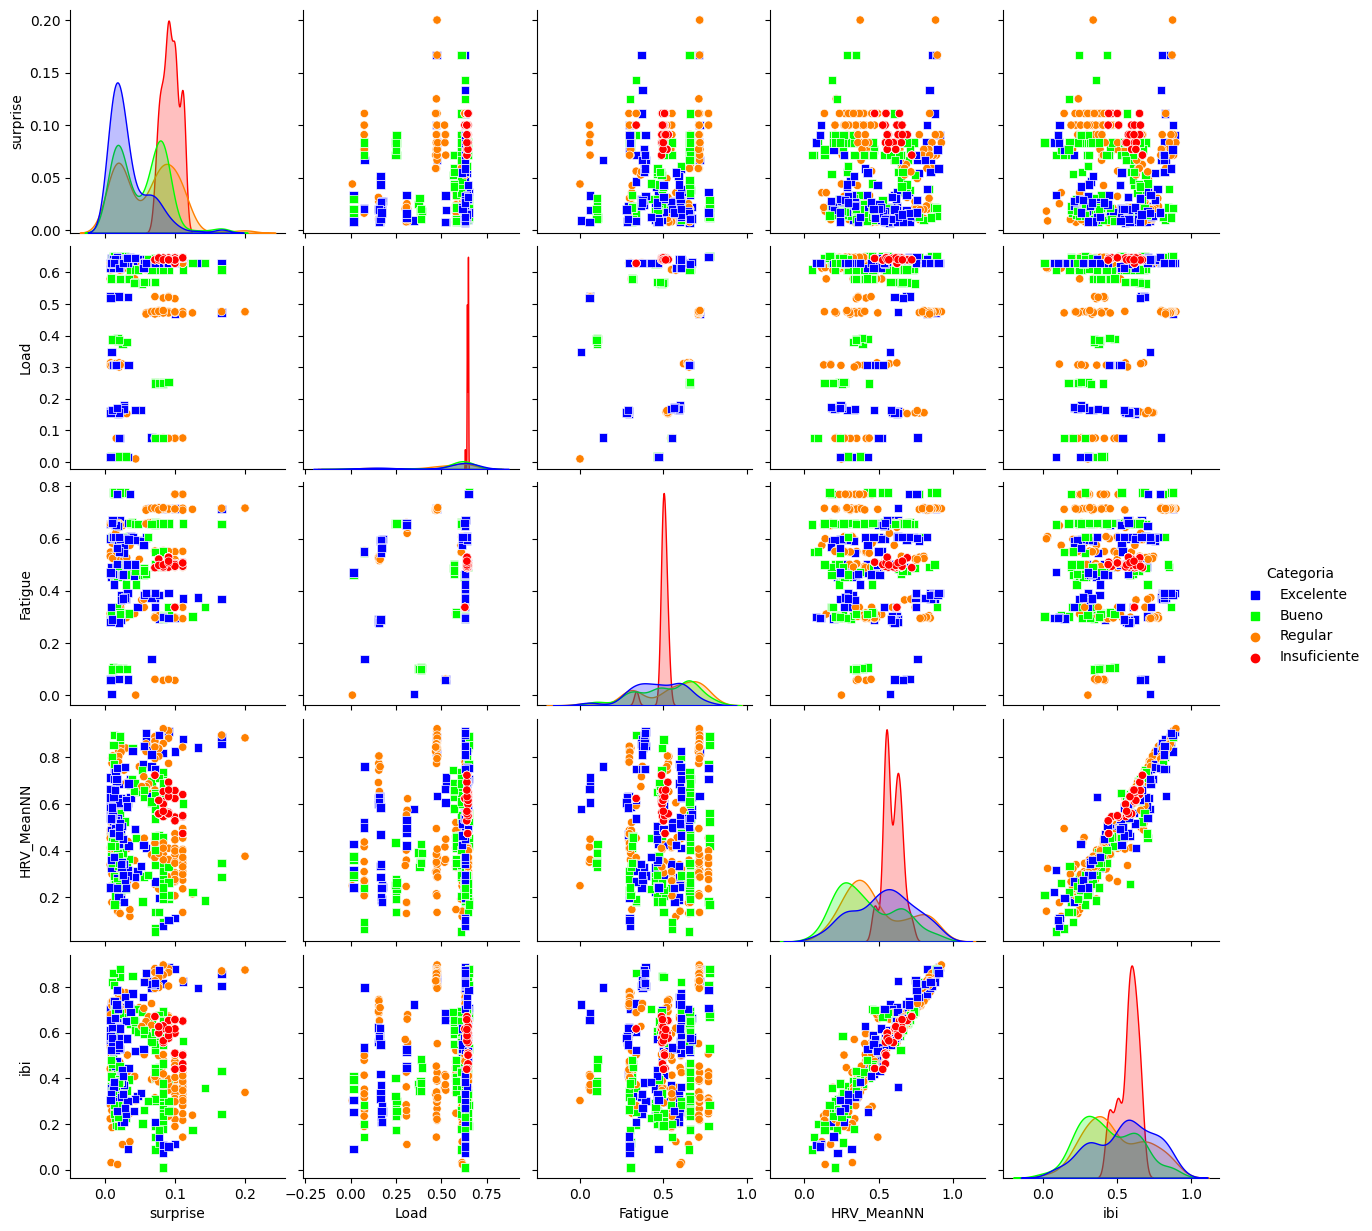 0.20
0.15
0.10
0.05
0.00
surprise
0.6
0.5
0.4
0.3
0.2
0.1
0.0
Load
0.8
0.6
0.4
0.2
0.0
Fatigue
Categoria
Excelente
Bueno
Regular
Insuficiente
0.8
0.6
0.4
0.2
HRV_MeanNN
0.8
0.6
0.4
0.2
0.0
ibi
0.0 0.1 0.2
−0.25 0.00 0.25 0.50 0.75
0.0 0.5 1.0
0.0 0.5 1.0
0.0 0.5 1.0
surprise Load Fatigue HRV_MeanNN ibi